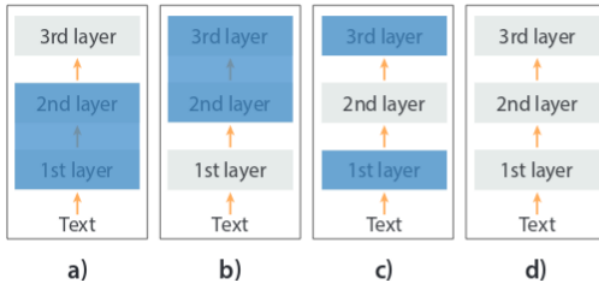 3rd layer
2nd layer
1st layer
Text
a)
3rd layer
2nd layer
1st layer
Text
b)
3rd layer
2nd layer
1st layer
Text
c)
3rd layer
2nd layer
1st layer
Text
d)